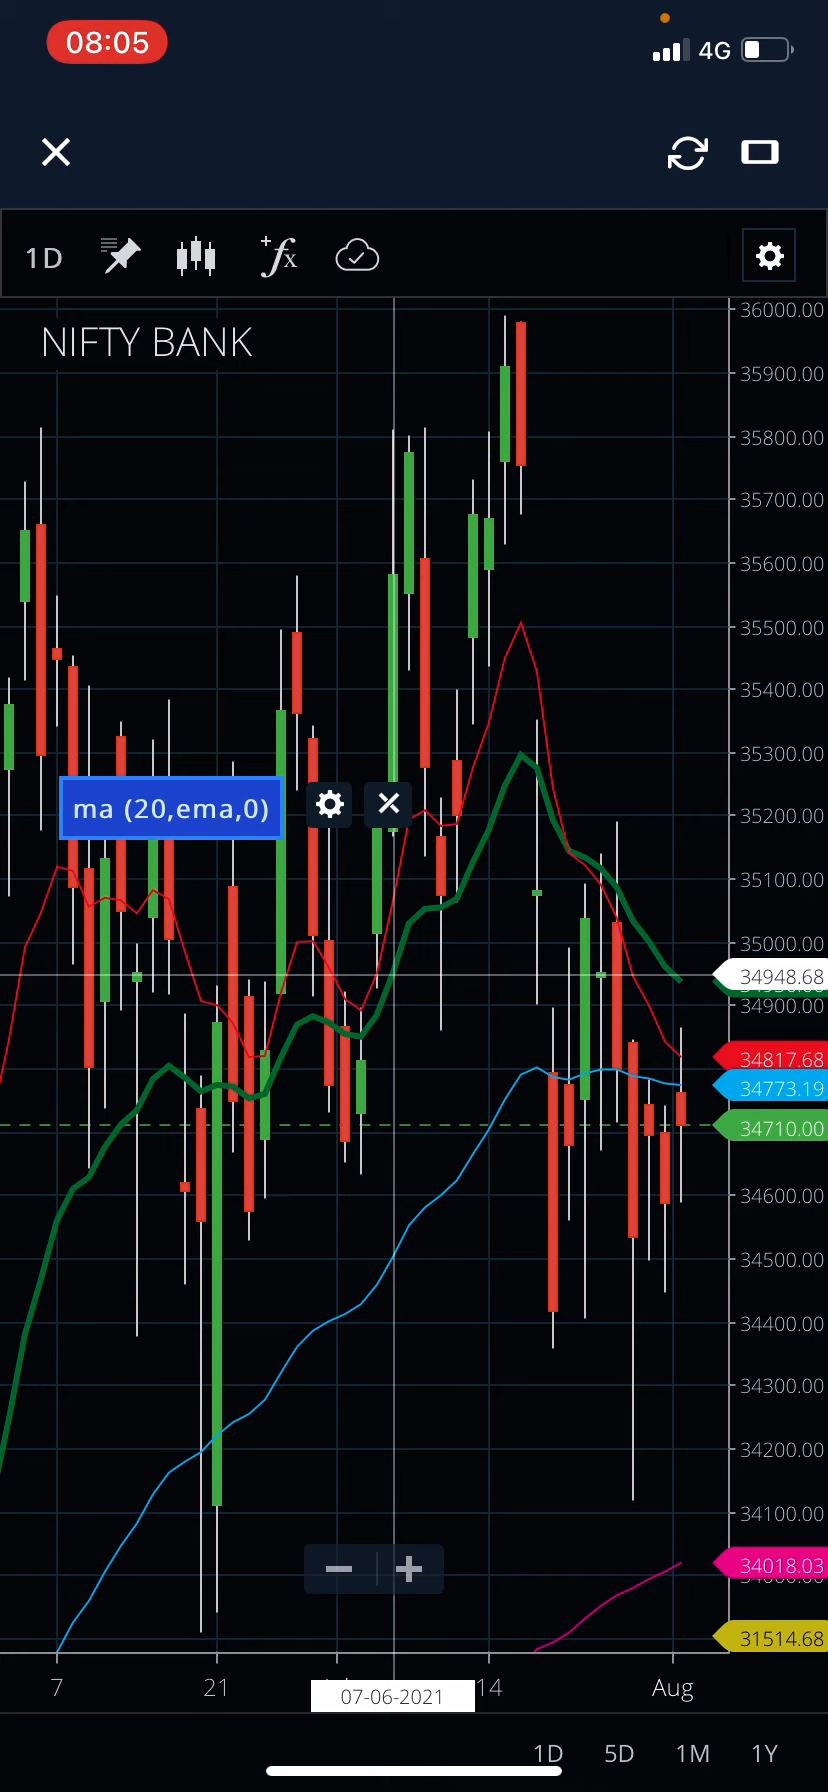 08:05
4G
1D
fx
NIFTY BANK
36000.00
35900.00
35800.00
35700.00
35600.00
35500.00
35400.00
35300.00
ma (20,ema,0)
35200.00
35100.00
35000.00
34948.68
34900.00
34817.68
34773.19
34710.00
34600.00
34500.00
34400.00
34300.00
34200.00
34100.00
34018.03
31514.68
7
21
07-06-2021
14
Aug
1D
5D
1M
1Y